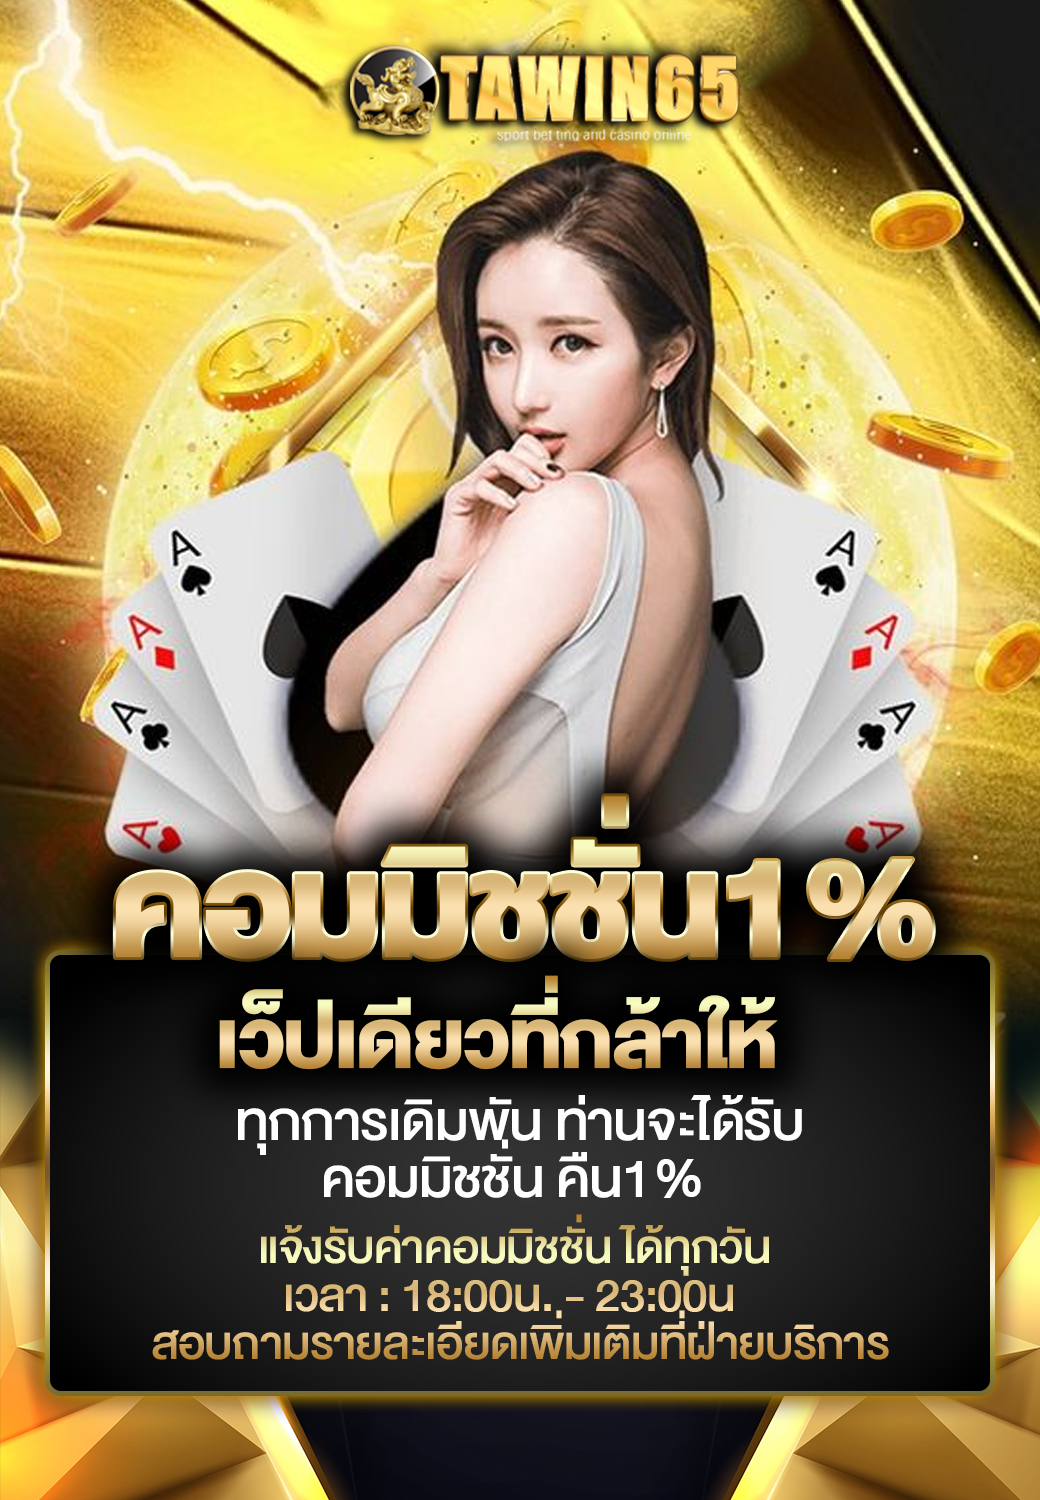 TAWIN65
sport bet ting and casino online
A
A
A
A
A
A
A
A
คอมมิชชั่น1%
เว็ปเดียวที่กล้าให้
ทุกการเดิมพัน ท่านจะได้รับ
คอมมิชชั่น คืน1%
แจ้งรับค่าคอมมิชชั่น ได้ทุกวัน
เวลา : 18:00น. - 23:00น
สอบถามรายละเอียดเพิ่มเติมที่ฝ่ายบริการ